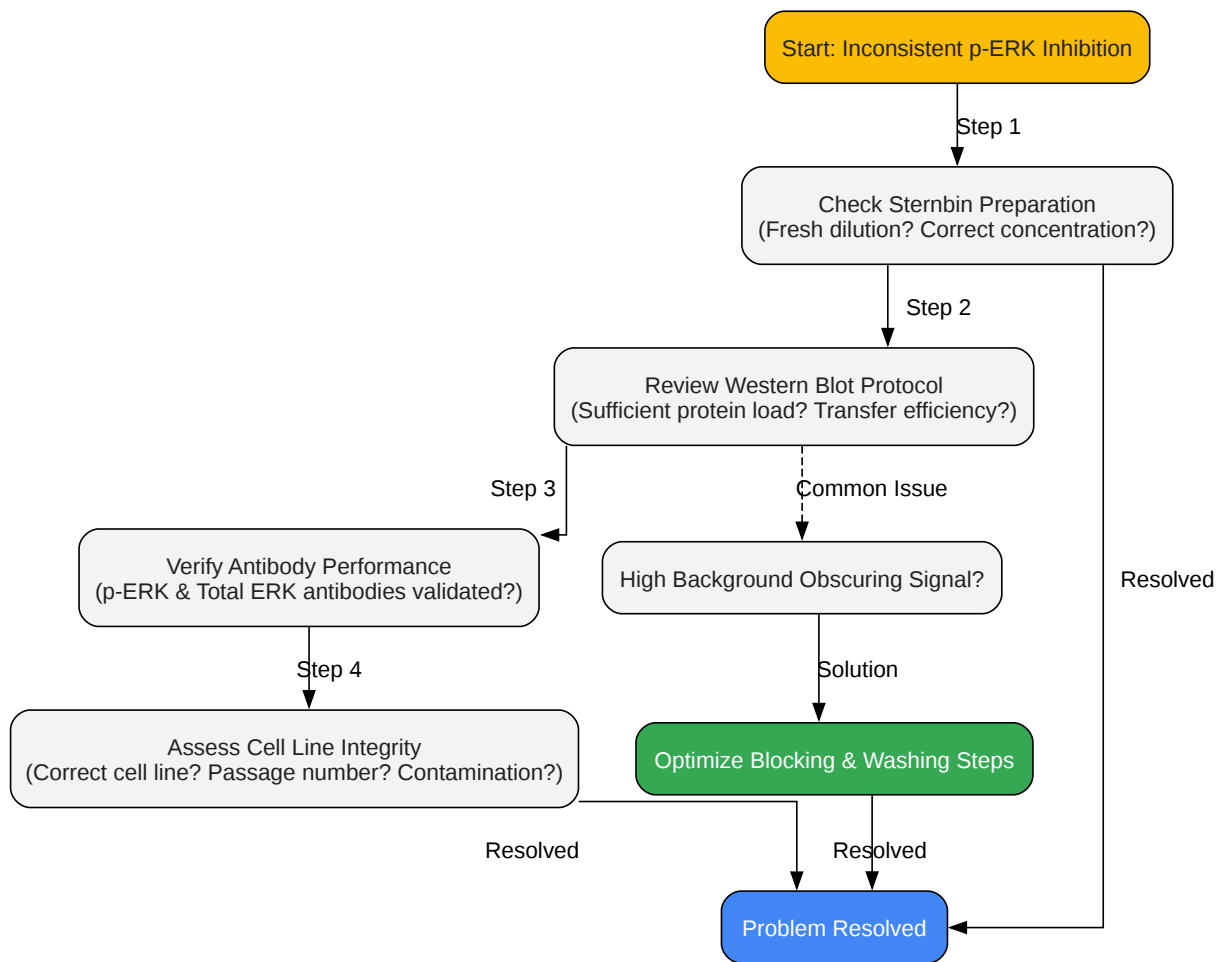 Start: Inconsistent p-ERK Inhibition
Step 1
Check Sternbin Preparation
(Fresh dilution? Correct concentration?)
Step 2
Review Western Blot Protocol
(Sufficient protein load? Transfer efficiency?)
Step 3
Common Issue
Verify Antibody Performance
(p-ERK & Total ERK antibodies validated?)
High Background Obscuring Signal?
Resolved
Step 4
Solution
Assess Cell Line Integrity
(Correct cell line? Passage number? Contamination?)
Optimize Blocking & Washing Steps
Resolved
Resolved
Problem Resolved